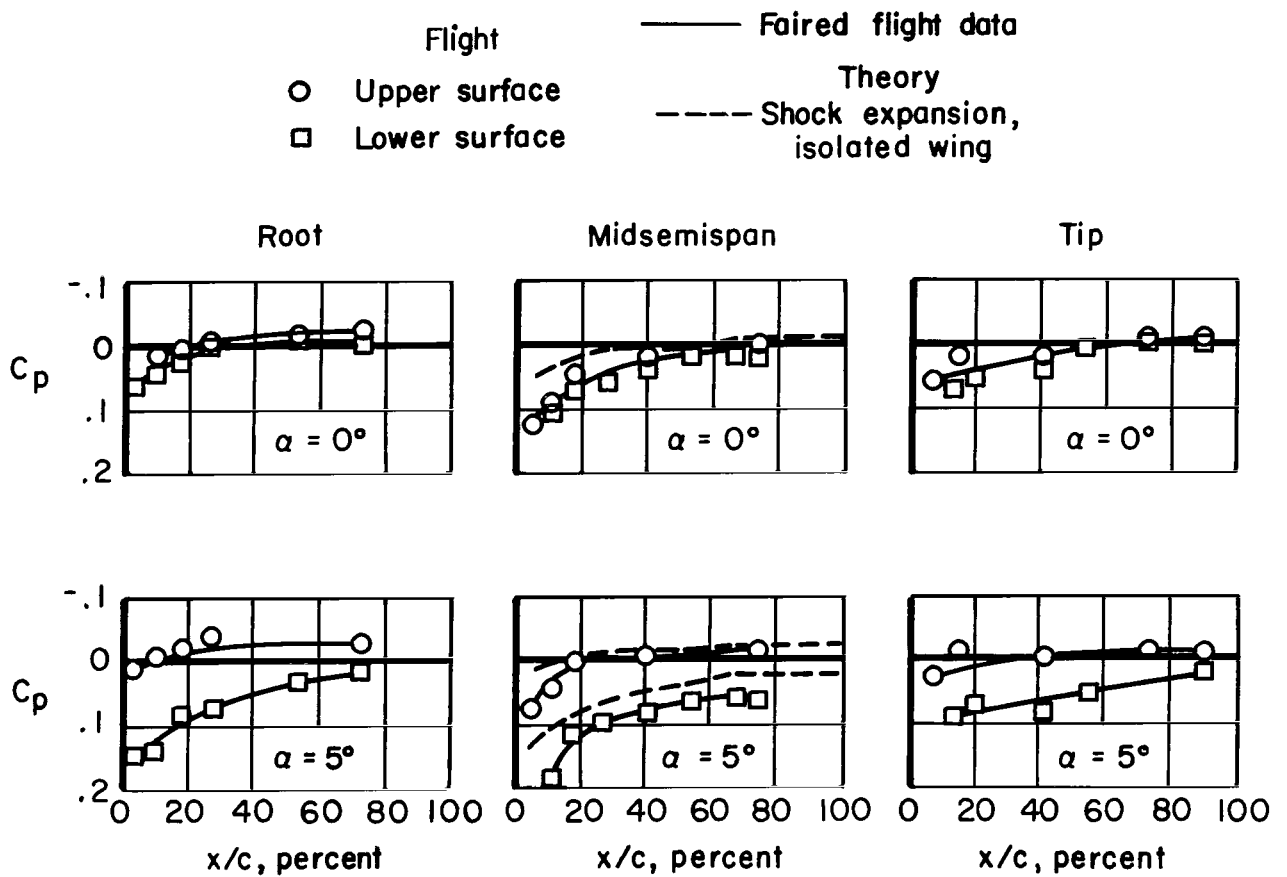 Flight
Upper surface
Lower surface
Faired flight data
Theory
Shock expansion,
isolated wing
Root
Midsemispan
Tip
-.1
0
.1
.2
Cp
α = 0°
α = 0°
α = 0°
-.1
0
.1
.2
Cp
α = 5°
α = 5°
α = 5°
0 20 40 60 80 100
0 20 40 60 80 100
0 20 40 60 80 100
x/c, percent
x/c, percent
x/c, percent